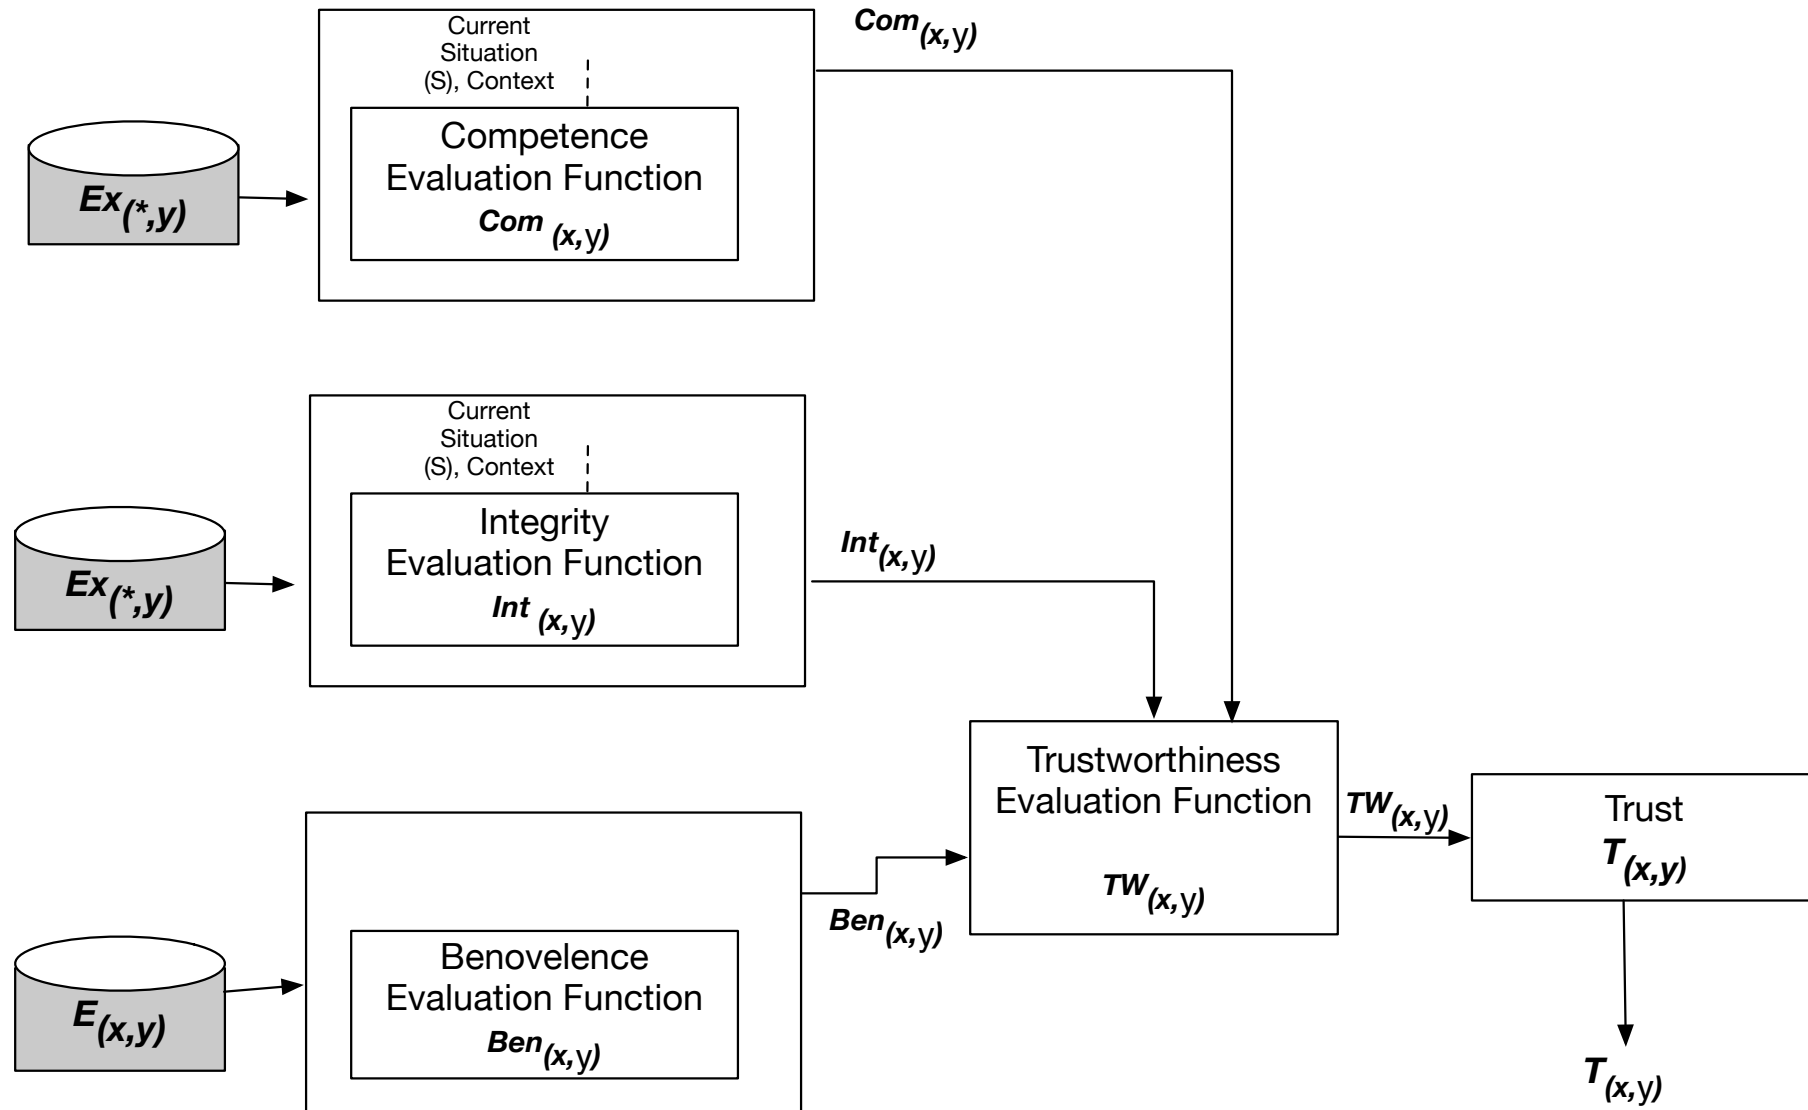 Com(x,y)
Current
Situation
(S), Context
Competence
Evaluation Function
Com (x,y)
Ex(*,y)
Current
Situation
(S), Context
Integrity
Evaluation Function
Int (x,y)
Ex(*,y)
Int(x,y)
Trustworthiness
Evaluation Function
TW(x,y)
TW(x,y)
Trust
T(x,y)
Ben(x,y)
Benovelence
Evaluation Function
Ben(x,y)
E(x,y)
T(x,y)